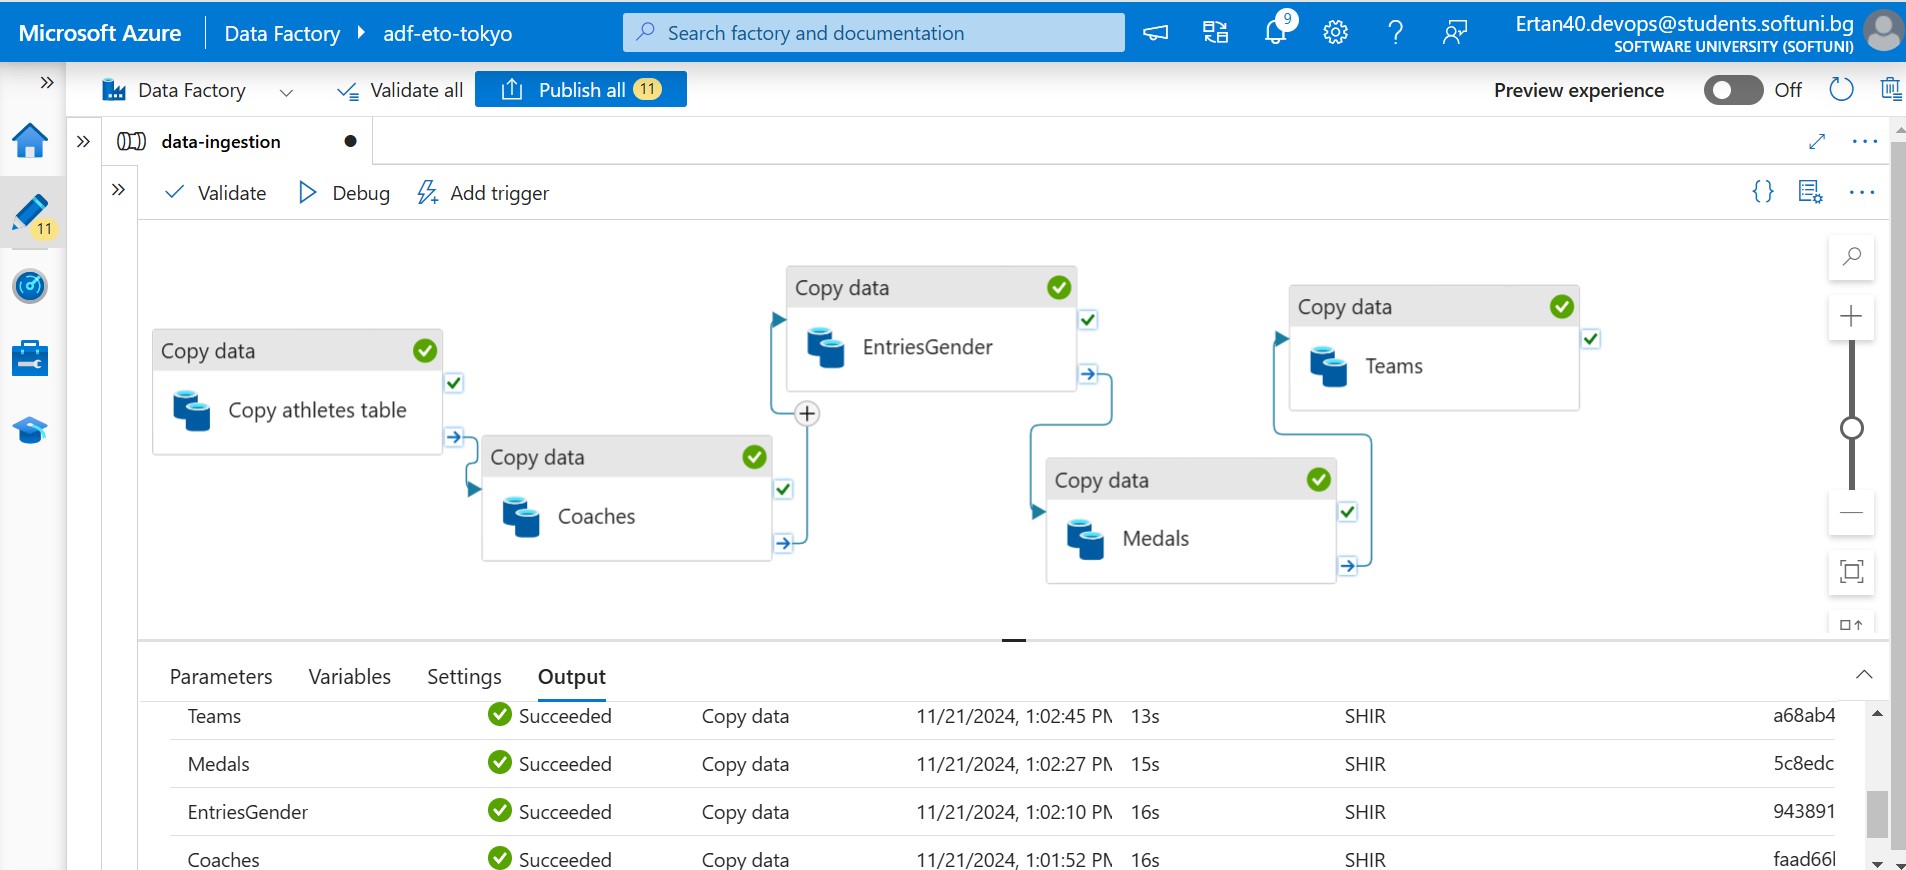 Microsoft Azure
Data Factory
adf-eto-tokyo
Search factory and documentation
9
Ertan40.devops@students.softuni.bg
SOFTWARE UNIVERSITY (SOFTUNI)
Data Factory
Validate all
Publish all 11
Preview experience
Off
data-ingestion
11
Validate
Debug
Add trigger
Copy data
Copy athletes table
Copy data
Coaches
Copy data
EntriesGender
Copy data
Medals
Copy data
Teams
Parameters
Variables
Settings
Output
Teams Succeeded Copy data 11/21/2024, 1:02:45 PM 13s SHIR a68ab4
Medals Succeeded Copy data 11/21/2024, 1:02:27 PM 15s SHIR 5c8edc
EntriesGender Succeeded Copy data 11/21/2024, 1:02:10 PM 16s SHIR 943891
Coaches Succeeded Copy data 11/21/2024, 1:01:52 PM 16s SHIR faad66